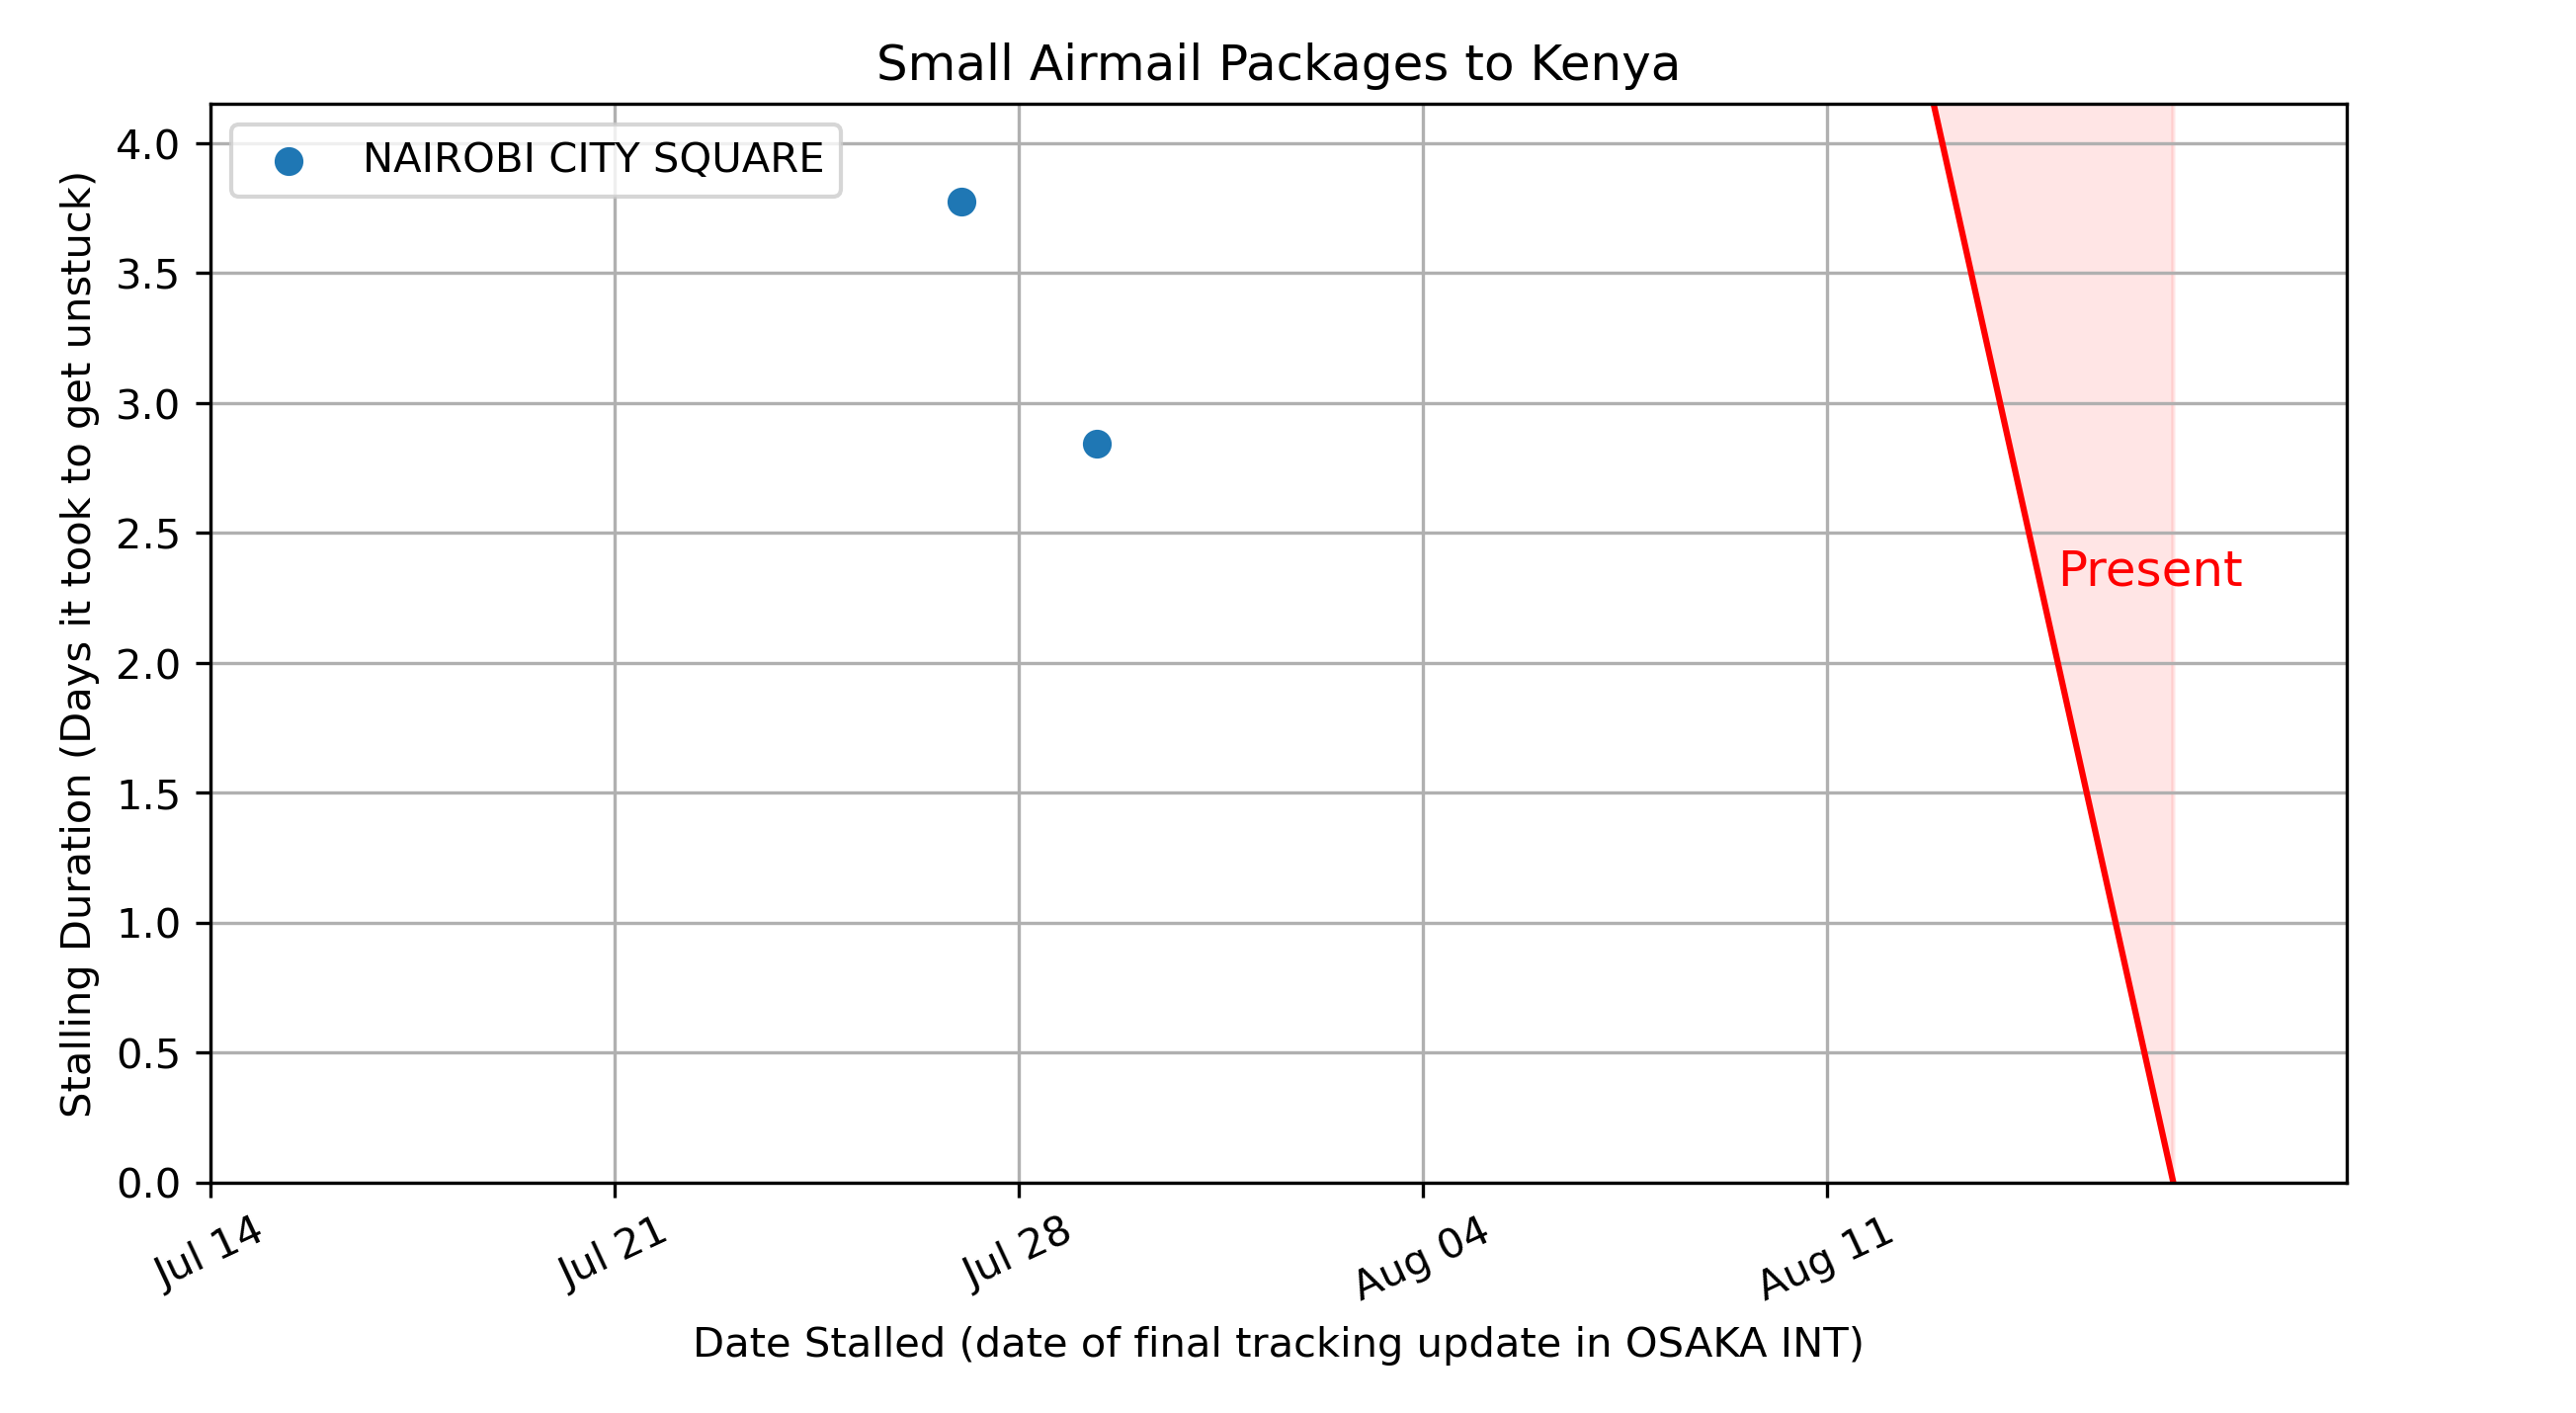 Small Airmail Packages to Kenya
NAIROBI CITY SQUARE
Stalling Duration (Days it took to get unstuck)
4.0
3.5
3.0
2.5
2.0
1.5
1.0
0.5
0.0
Present
Jul 14
Jul 21
Jul 28
Aug 04
Aug 11
Date Stalled (date of final tracking update in OSAKA INT)